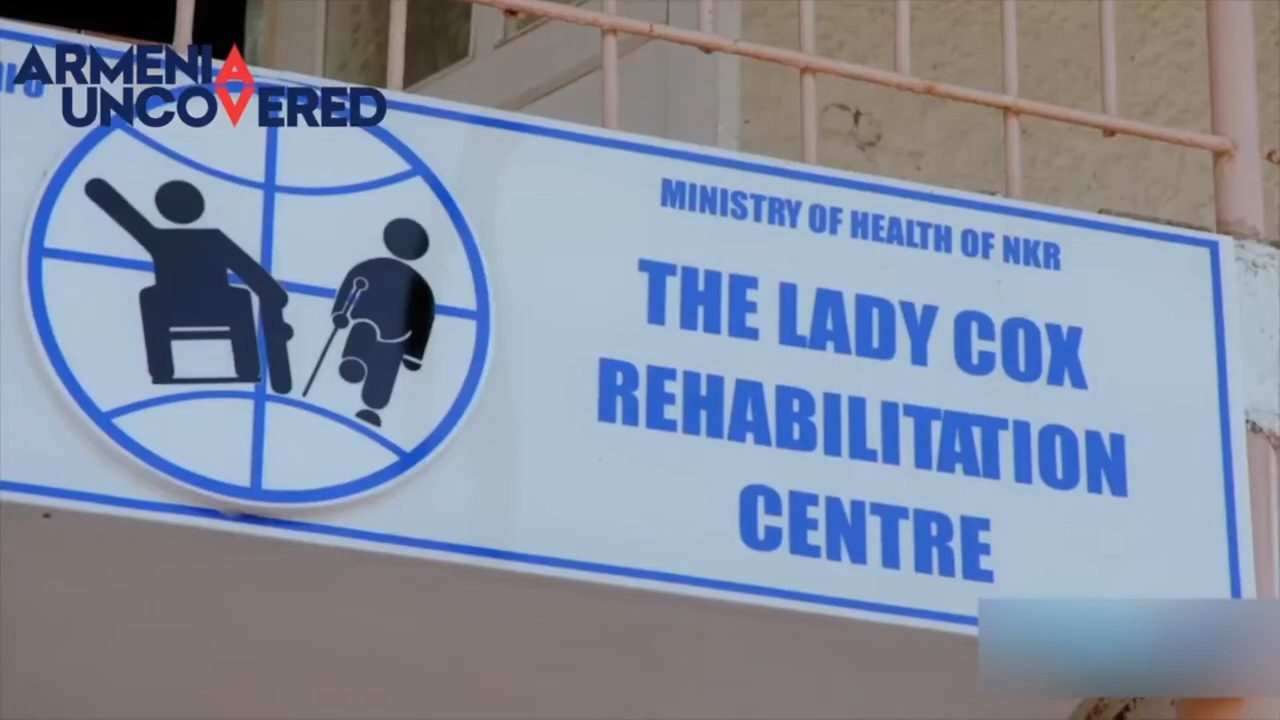 ARMENIA
UNCOVERED
MINISTRY OF HEALTH OF NKR
THE LADY COX
REHABILITATION
CENTRE